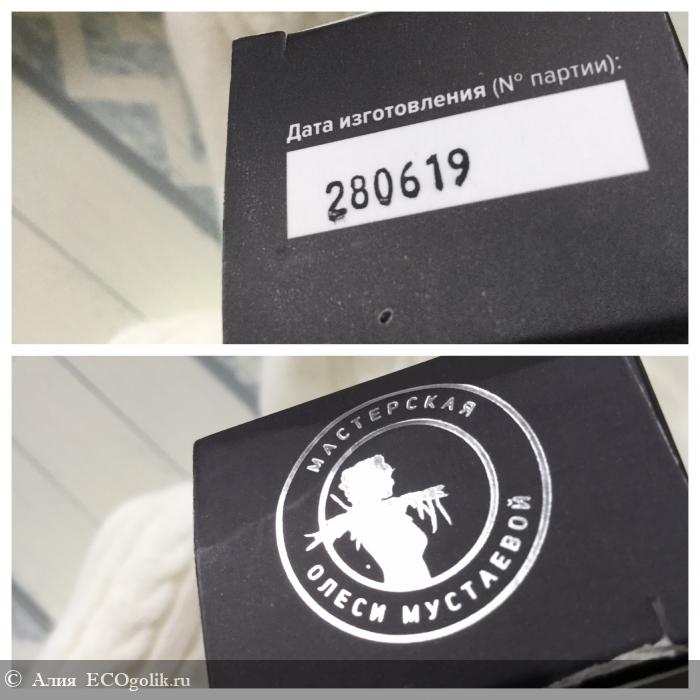 Дата изготовления (N° партии):
280619
МАСТЕРСКАЯ
ОЛЕСИ МУСТАЕВОЙ
© Алия ECOgolik.ru